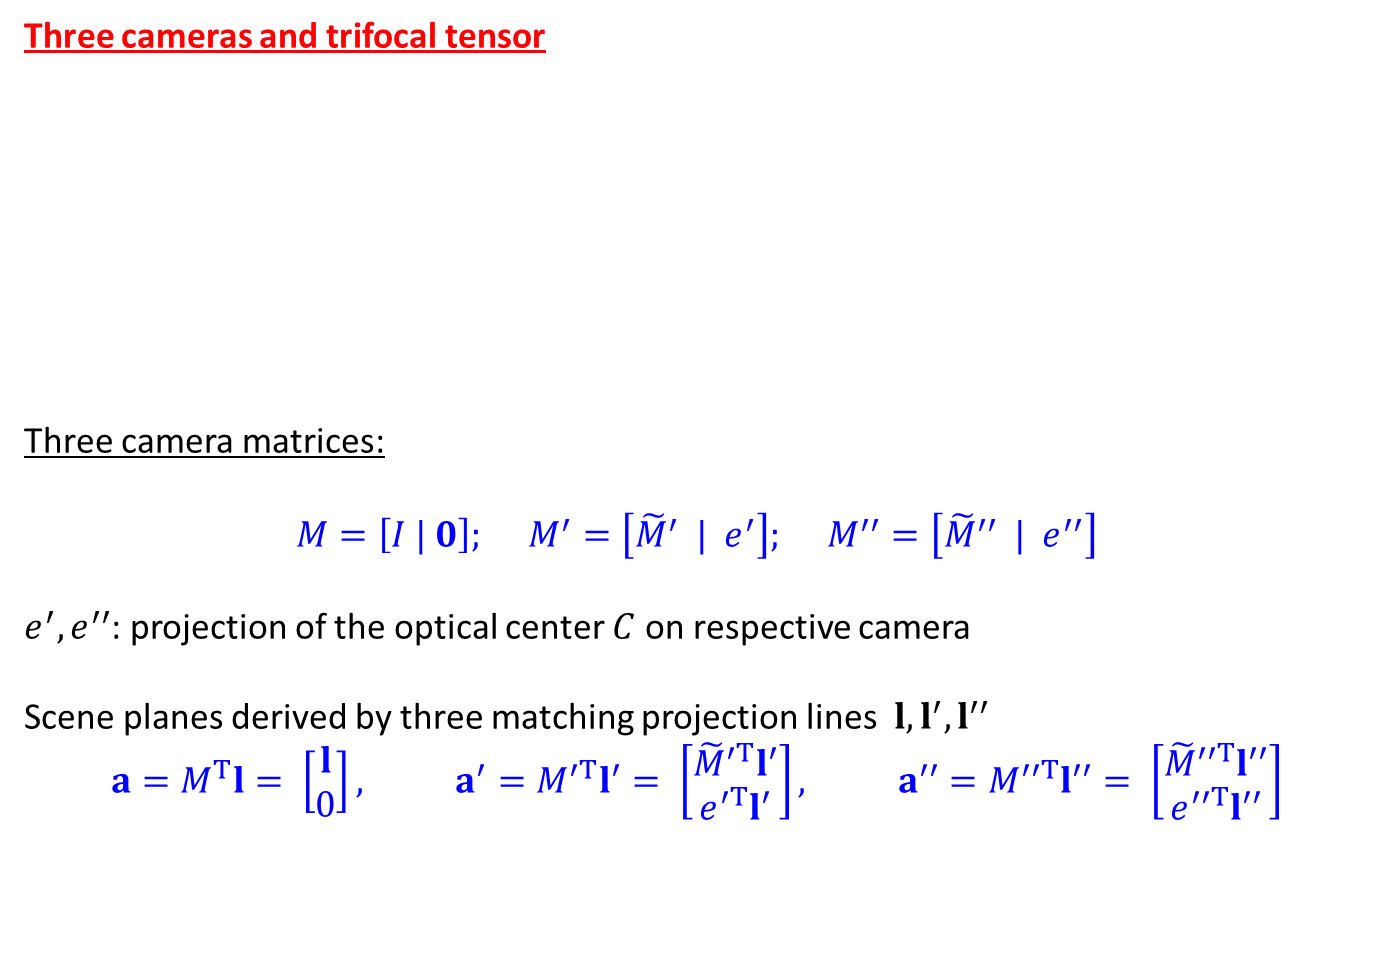 Three cameras and trifocal tensor
Three camera matrices:
𝑀 = [𝐼 | 𝟎]; 𝑀′ = [𝑀̃′ | 𝑒′]; 𝑀′′ = [𝑀̃′′ | 𝑒′′]
𝑒′, 𝑒′′: projection of the optical center 𝐶 on respective camera
Scene planes derived by three matching projection lines 𝐥, 𝐥′, 𝐥′′
𝐚 = 𝑀ᵀ𝐥 = [𝐥 0], 𝐚′ = 𝑀′ᵀ𝐥′ = [𝑀̃′ᵀ𝐥′ 𝑒′ᵀ𝐥′], 𝐚′′ = 𝑀′′ᵀ𝐥′′ = [𝑀̃′′ᵀ𝐥′′ 𝑒′′ᵀ𝐥′′]